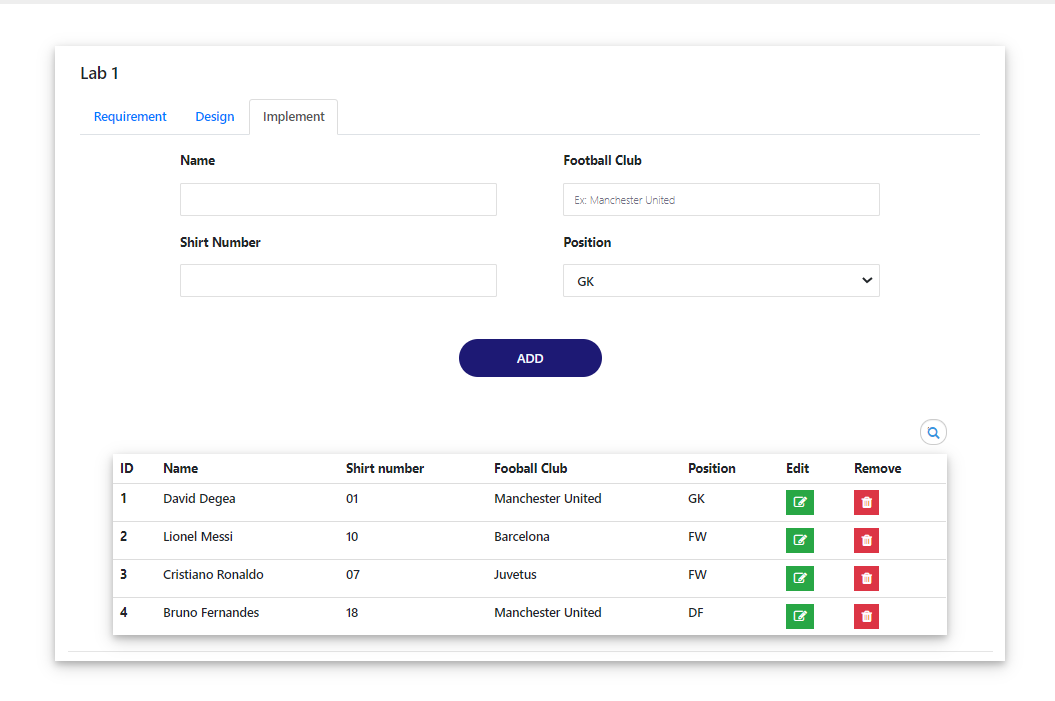 Lab 1
Requirement Design Implement
Name Football Club
Ex: Manchester United
Shirt Number Position
GK
ADD
ID Name Shirt number Fooball Club Position Edit Remove
1 David Degea 01 Manchester United GK
2 Lionel Messi 10 Barcelona FW
3 Cristiano Ronaldo 07 Juvetus FW
4 Bruno Fernandes 18 Manchester United DF